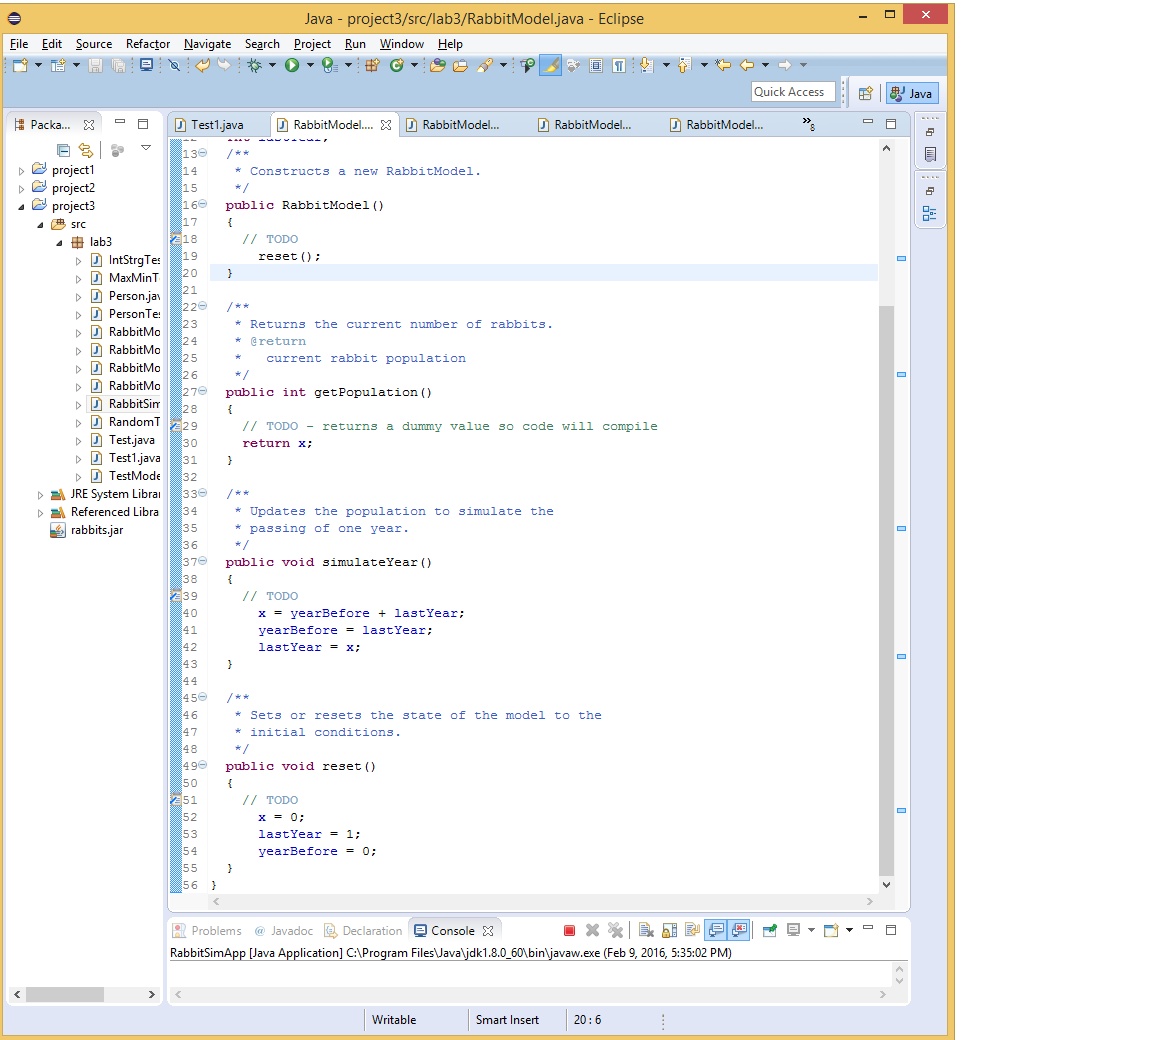 Java - project3/src/lab3/RabbitModel.java - Eclipse
File Edit Source Refactor Navigate Search Project Run Window Help
Quick Access
Java
Packa...
Test1.java
RabbitModel....
RabbitModel...
RabbitModel...
RabbitModel...
»8
project1
project2
project3
src
lab3
IntStrgTes
MaxMinT
Person.jav
PersonTes
RabbitMo
RabbitMo
RabbitMo
RabbitMo
RabbitSim
RandomT
Test.java
Test1.java
TestMode
JRE System Librar
Referenced Libra
rabbits.jar
12 int lastYear;
13 /**
14 * Constructs a new RabbitModel.
15 */
16 public RabbitModel()
17 {
18 // TODO
19 reset();
20 }
21
22 /**
23 * Returns the current number of rabbits.
24 * @return
25 * current rabbit population
26 */
27 public int getPopulation()
28 {
29 // TODO - returns a dummy value so code will compile
30 return x;
31 }
32
33 /**
34 * Updates the population to simulate the
35 * passing of one year.
36 */
37 public void simulateYear()
38 {
39 // TODO
40 x = yearBefore + lastYear;
41 yearBefore = lastYear;
42 lastYear = x;
43 }
44
45 /**
46 * Sets or resets the state of the model to the
47 * initial conditions.
48 */
49 public void reset()
50 {
51 // TODO
52 x = 0;
53 lastYear = 1;
54 yearBefore = 0;
55 }
56 }
Problems @ Javadoc Declaration Console
RabbitSimApp [Java Application] C:\Program Files\Java\jdk1.8.0_60\bin\javaw.exe (Feb 9, 2016, 5:35:02 PM)
Writable Smart Insert 20 : 6